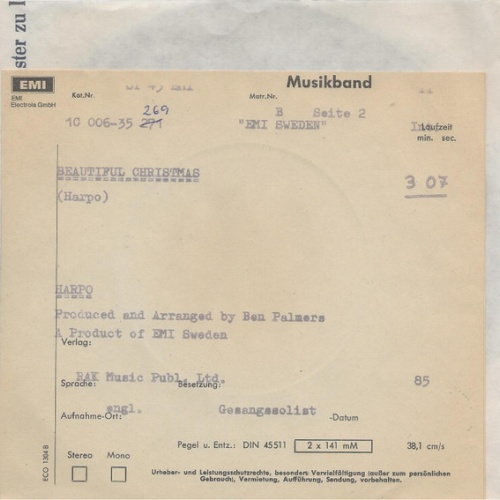 ster zu
EMI
EMI
Electrola GmbH
Musikband
Kat.Nr.
Matr.Nr.
269
B Seite 2
10 006-35 291
"EMI SWEDEN"
Laufzeit
min. sec.
BEAUTIFUL CHRISTMAS
3 07
(Harpo)
HARPO
Produced and Arranged by Ben Palmers
A Product of EMI Sweden
Verlag:
RAK Music Publ. Ltd.
85
Sprache:
Besetzung:
engl.
Gesangssolist
Aufnahme-Ort:
-Datum
Pegel u. Entz.: DIN 45511 2 x 141 mM 38,1 cm/s
Stereo Mono
Urheber- und Leistungsschutzrechte, besonders Vervielfältigung (außer zum persönlichen
Gebrauch), Vermietung, Aufführung, Sendung, vorbehalten.
ECO 1304 B